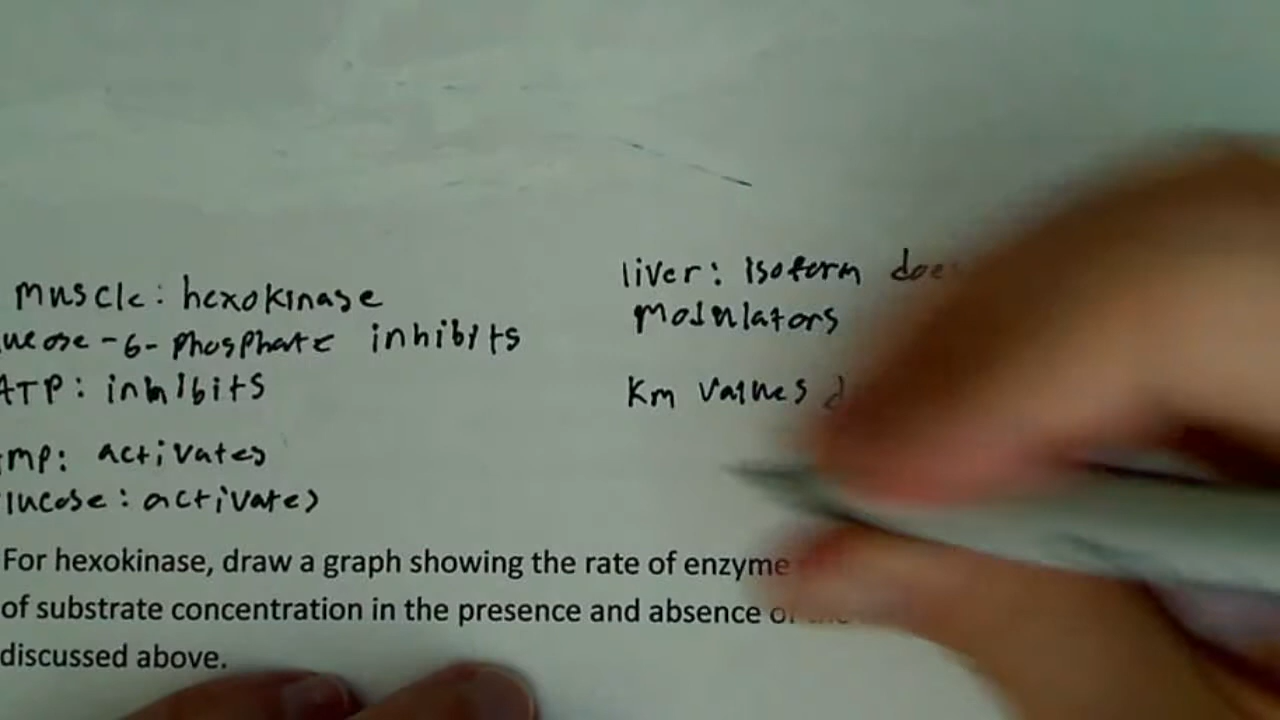 muscle: hexokinase
ucose-6-phosphate inhibits
ATP: inhibits
mp: activates
lucose: activates
liver: isoform doe
modulators
Km values d
For hexokinase, draw a graph showing the rate of enzyme
of substrate concentration in the presence and absence
discussed above.